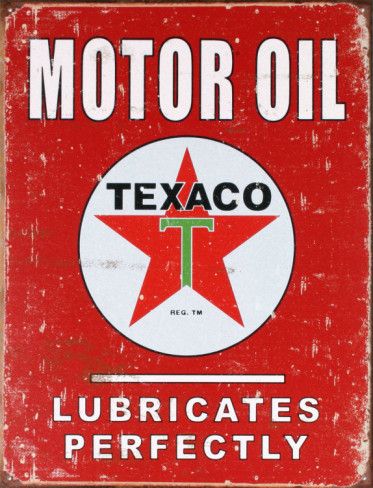 MOTOR OIL
TEXACO
T
REG. TM
LUBRICATES
PERFECTLY